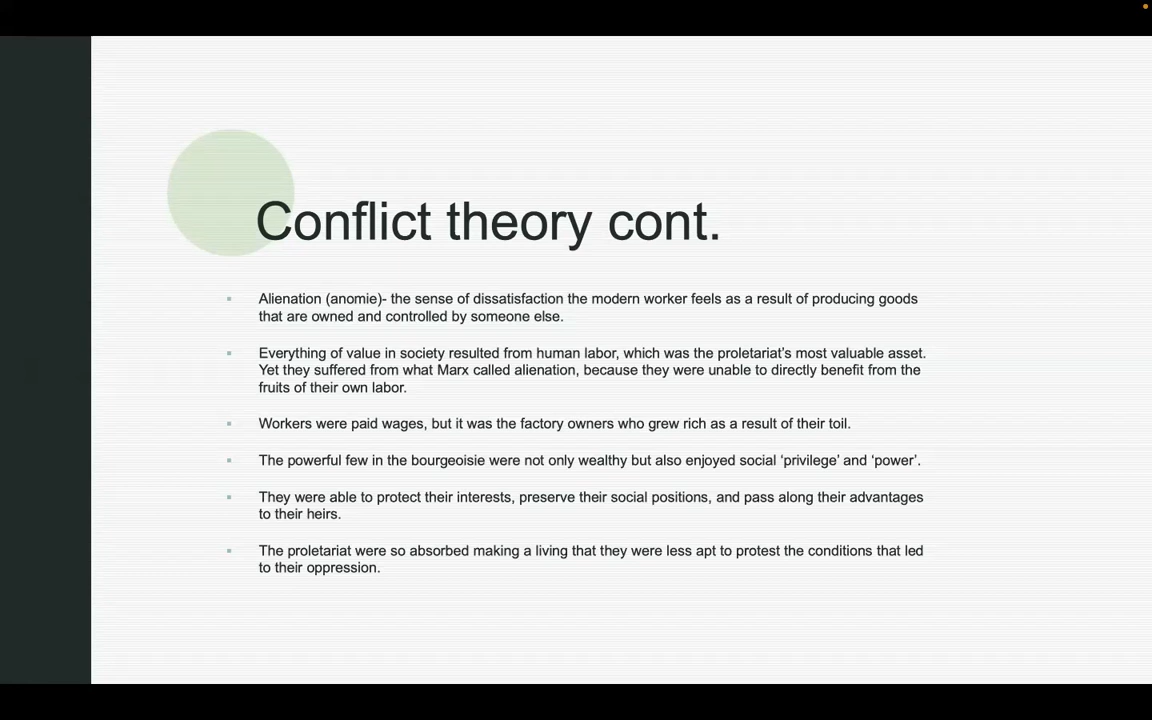 Conflict theory cont.
▪ Alienation (anomie)- the sense of dissatisfaction the modern worker feels as a result of producing goods
that are owned and controlled by someone else.
▪ Everything of value in society resulted from human labor, which was the proletariat’s most valuable asset.
Yet they suffered from what Marx called alienation, because they were unable to directly benefit from the
fruits of their own labor.
▪ Workers were paid wages, but it was the factory owners who grew rich as a result of their toil.
▪ The powerful few in the bourgeoisie were not only wealthy but also enjoyed social ‘privilege’ and ‘power’.
▪ They were able to protect their interests, preserve their social positions, and pass along their advantages
to their heirs.
▪ The proletariat were so absorbed making a living that they were less apt to protest the conditions that led
to their oppression.